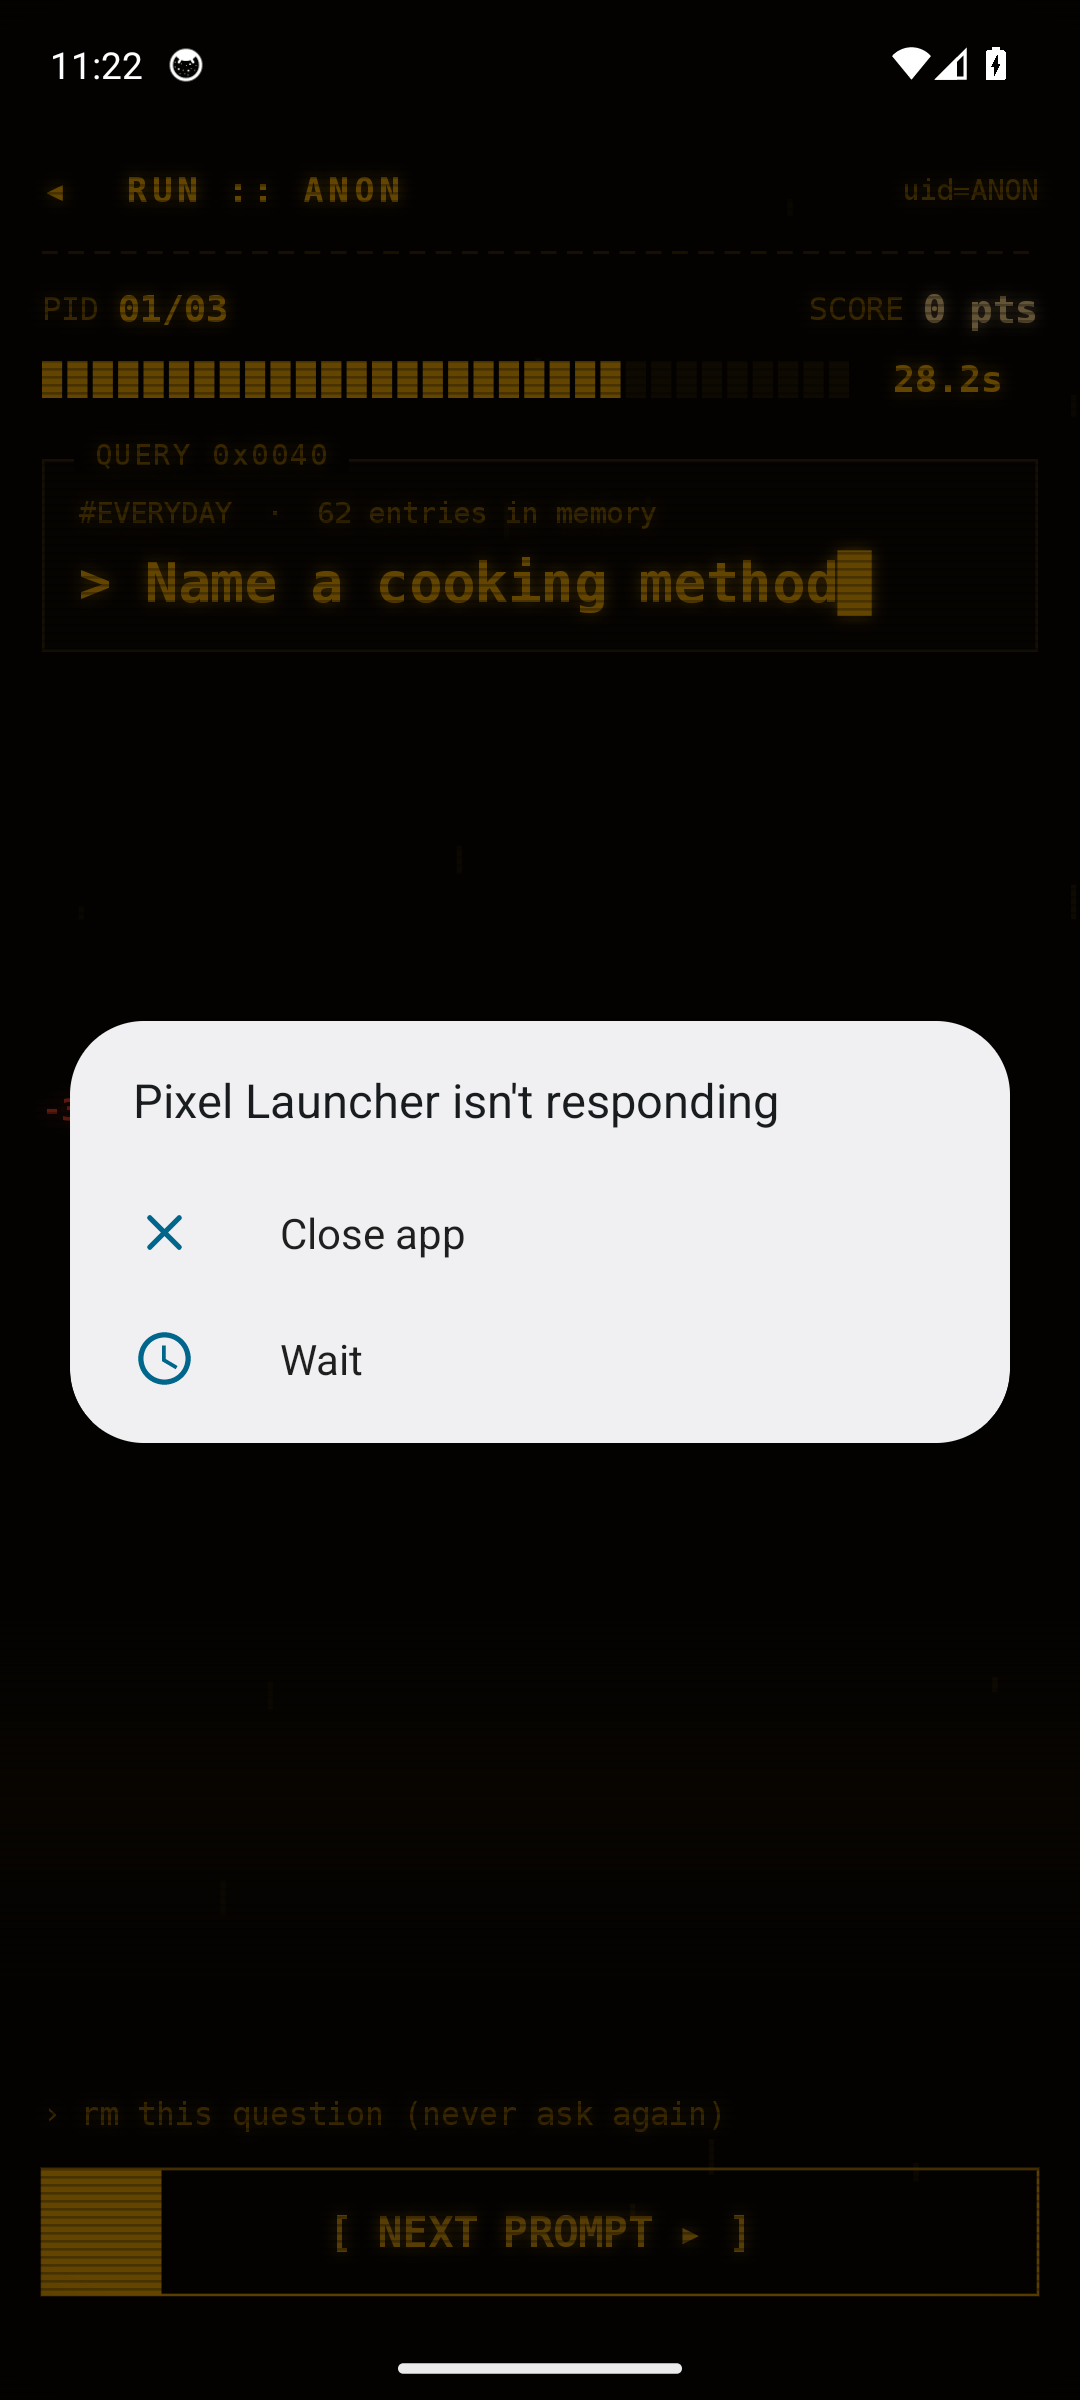 11:22
◂ RUN :: ANON uid=ANON
PID 01/03 SCORE 0 pts
28.2s
QUERY 0x0040
#EVERYDAY · 62 entries in memory
> Name a cooking method
Pixel Launcher isn't responding
Close app
Wait
› rm this question (never ask again)
[ NEXT PROMPT ▸ ]